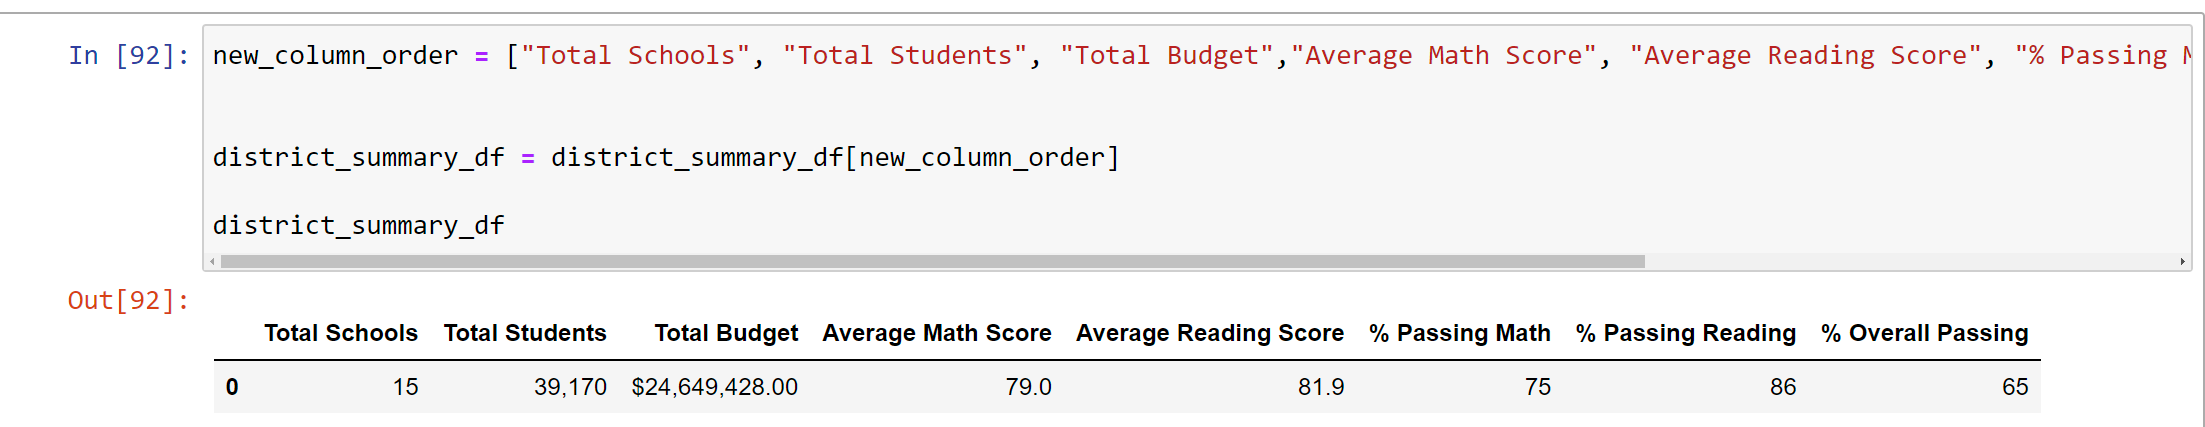 In [92]: new_column_order = ["Total Schools", "Total Students", "Total Budget","Average Math Score", "Average Reading Score", "% Passing
district_summary_df = district_summary_df[new_column_order]
district_summary_df
Out[92]:
Total Schools Total Students Total Budget Average Math Score Average Reading Score % Passing Math % Passing Reading % Overall Passing
0 15 39,170 $24,649,428.00 79.0 81.9 75 86 65